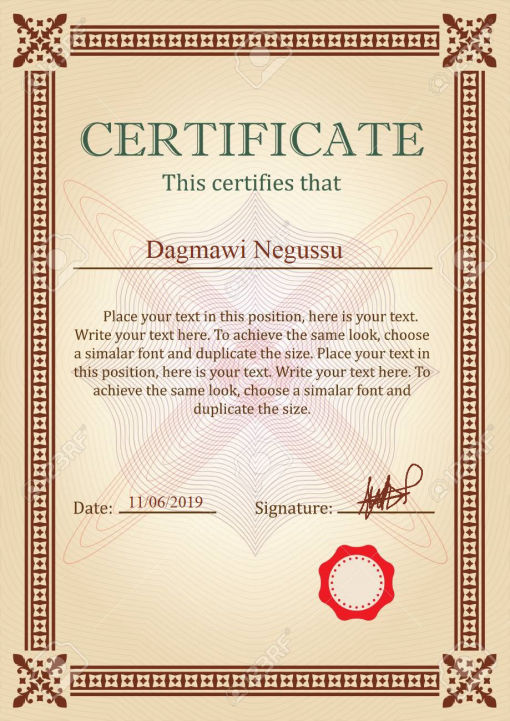 CERTIFICATE
This certifies that
Dagmawi Negussu
Place your text in this position, here is your text.
Write your text here. To achieve the same look, choose
a simalar font and duplicate the size. Place your text in
this position, here is your text. Write your text here. To
achieve the same look, choose a simalar font and
duplicate the size.
Date: 11/06/2019 Signature: